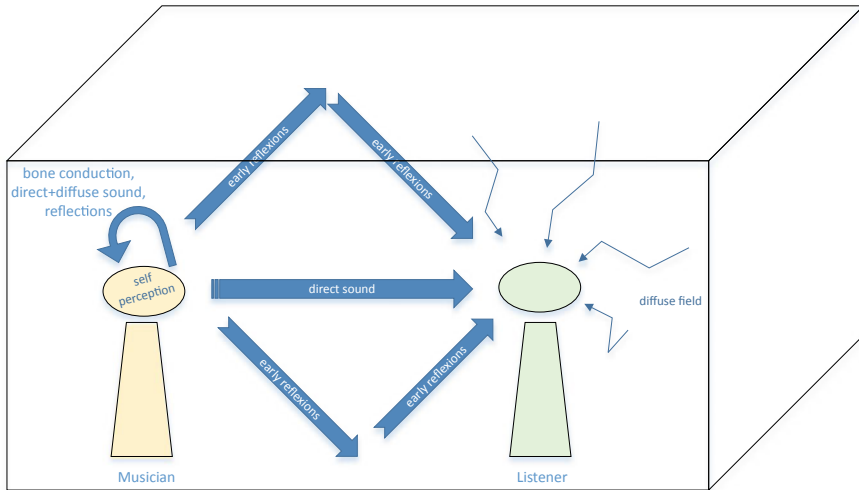 early reflexions
early reflexions
bone conduction,
direct+diffuse sound,
reflections
self
perception
direct sound
diffuse field
early reflexions
early reflexions
Musician
Listener